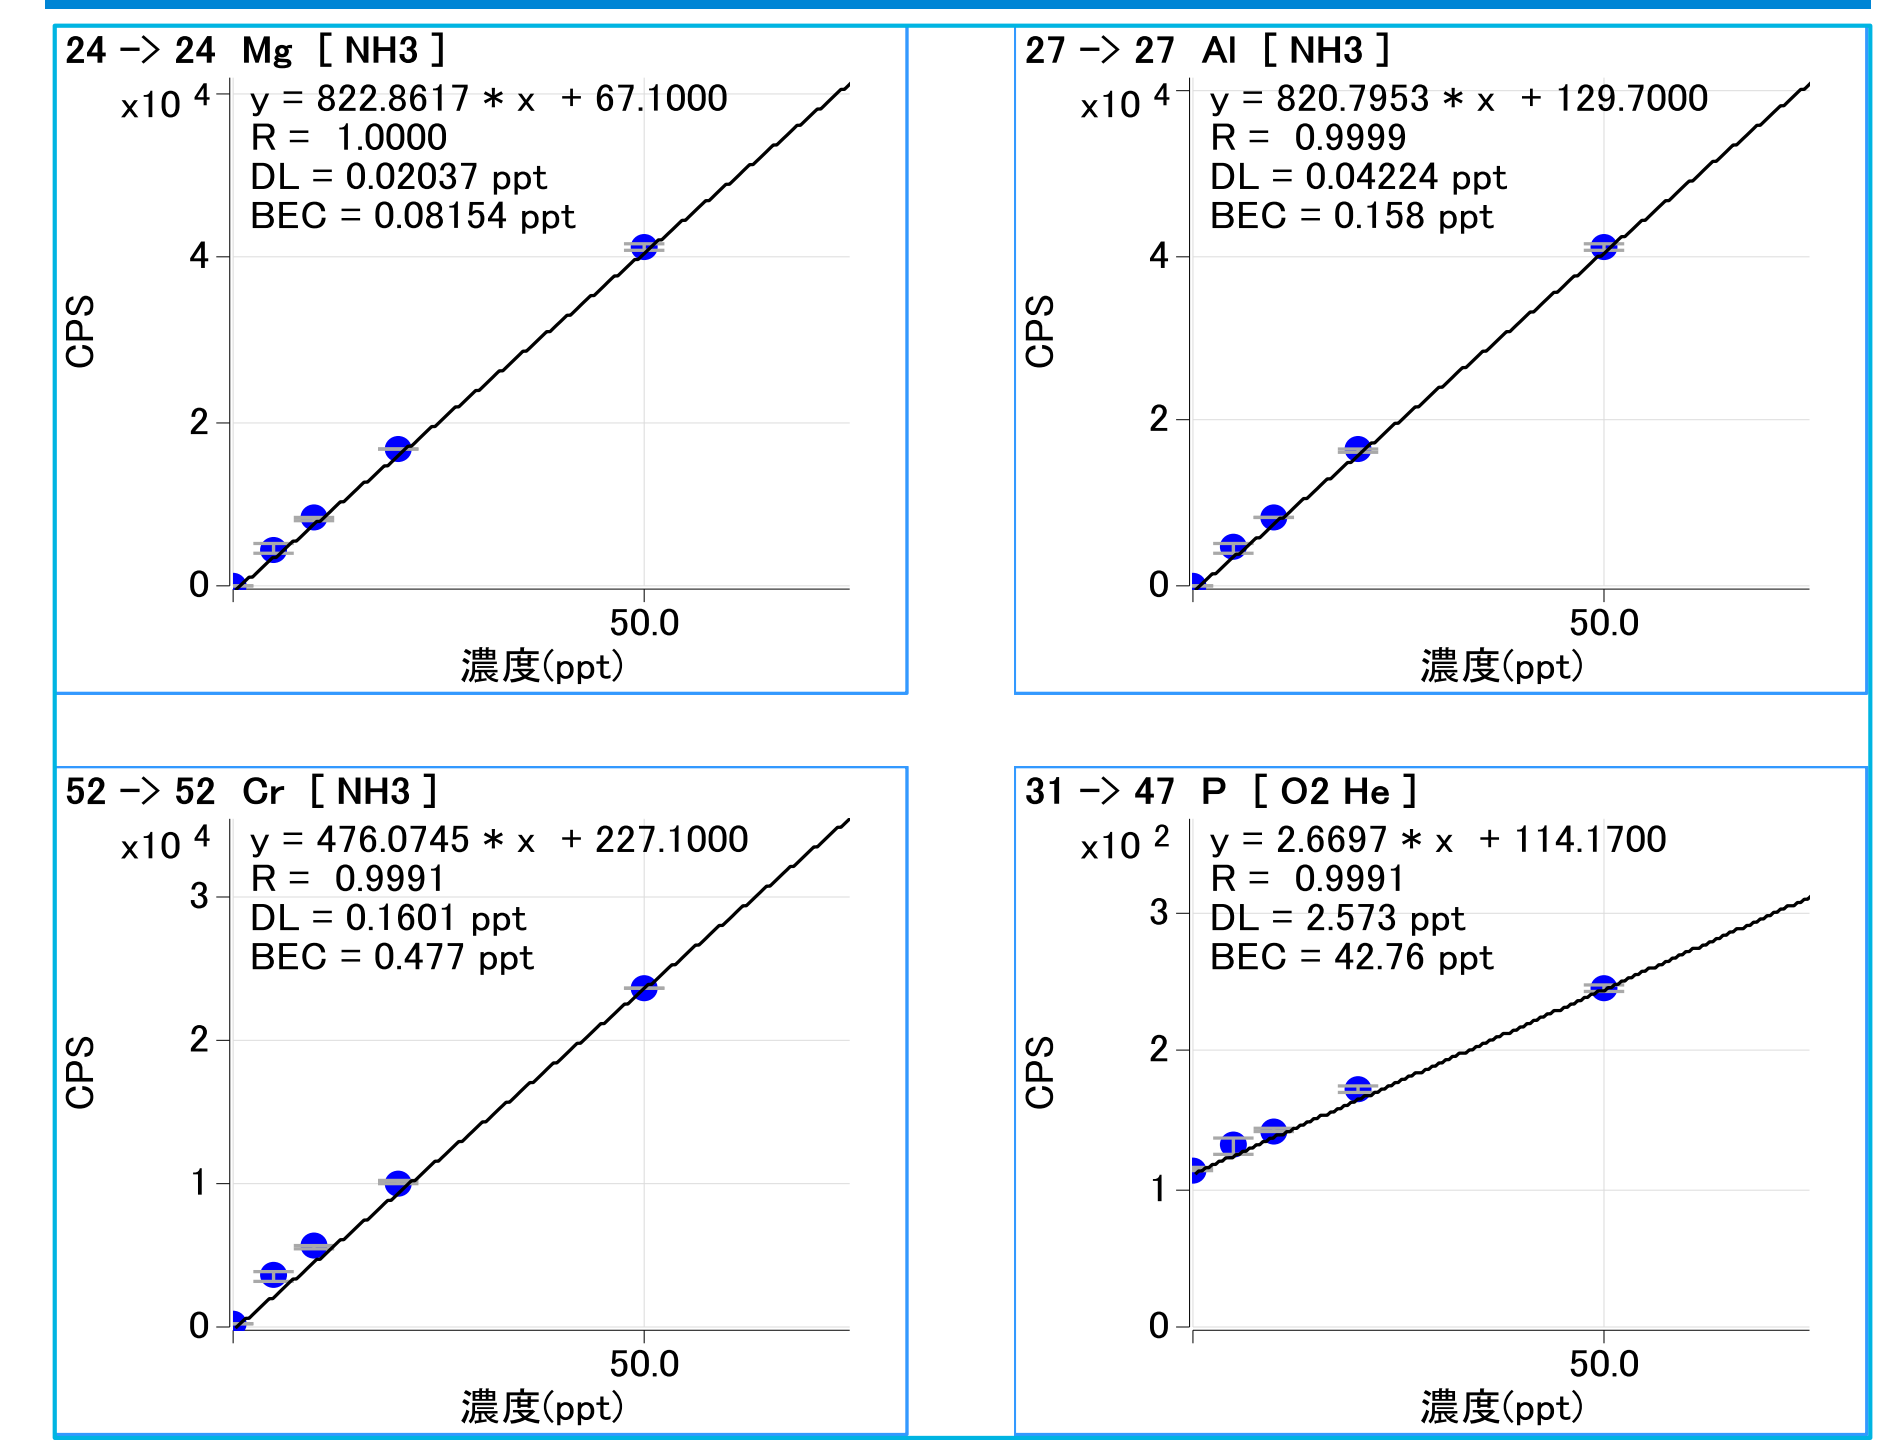 24 -> 24 Mg [ NH3 ]
x10 4
y = 822.8617 * x + 67.1000
R = 1.0000
DL = 0.02037 ppt
BEC = 0.08154 ppt
4
2
0
CPS
50.0
濃度(ppt)
27 -> 27 Al [ NH3 ]
x10 4
y = 820.7953 * x + 129.7000
R = 0.9999
DL = 0.04224 ppt
BEC = 0.158 ppt
4
2
0
CPS
50.0
濃度(ppt)
52 -> 52 Cr [ NH3 ]
x10 4
y = 476.0745 * x + 227.1000
R = 0.9991
DL = 0.1601 ppt
BEC = 0.477 ppt
3
2
1
0
CPS
50.0
濃度(ppt)
31 -> 47 P [ O2 He ]
x10 2
y = 2.6697 * x + 114.1700
R = 0.9991
DL = 2.573 ppt
BEC = 42.76 ppt
3
2
1
0
CPS
50.0
濃度(ppt)